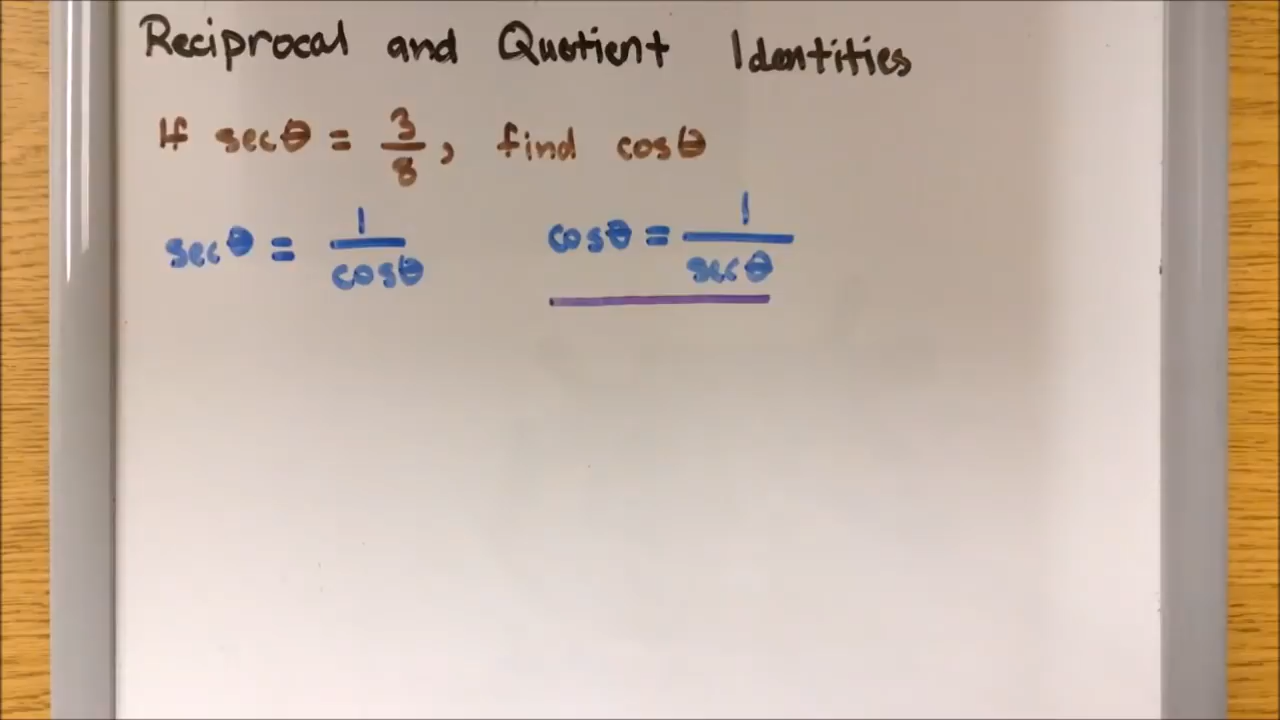 Reciprocal and Quotient Identities
If secθ = 3/8, find cosθ
secθ = 1/cosθ cosθ = 1/secθ